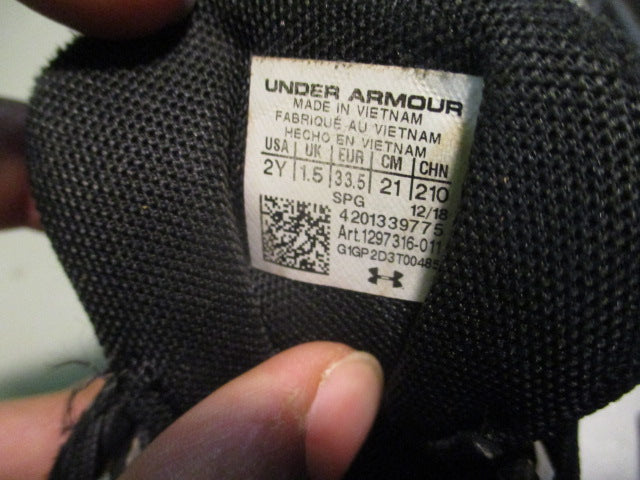 UNDER ARMOUR
MADE IN VIETNAM
FABRIQUÉ AU VIETNAM
HECHO EN VIETNAM
USA UK EUR CM CHN
2Y 1.5 33.5 21 210
SPG 12/18
4201339775
Art.1297316-011